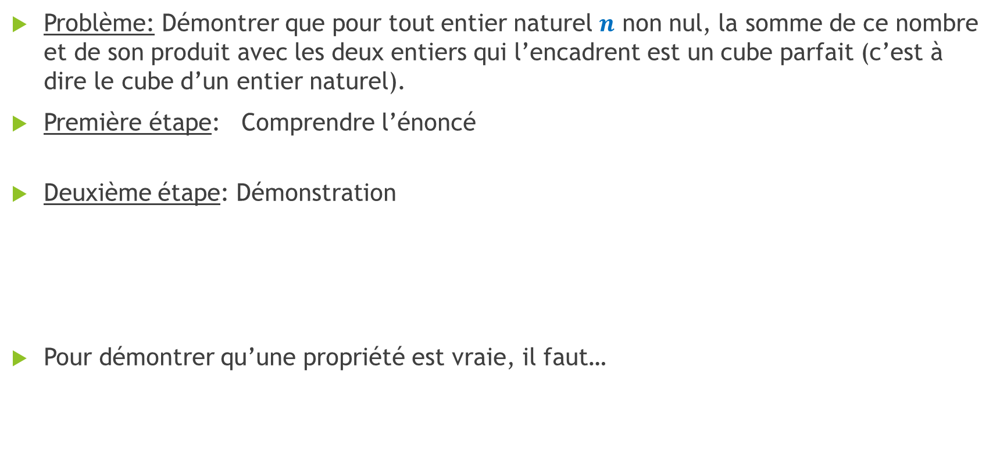 Problème: Démontrer que pour tout entier naturel n non nul, la somme de ce nombre
et de son produit avec les deux entiers qui l’encadrent est un cube parfait (c’est à
dire le cube d’un entier naturel).
Première étape: Comprendre l’énoncé
Deuxième étape: Démonstration
Pour démontrer qu’une propriété est vraie, il faut…